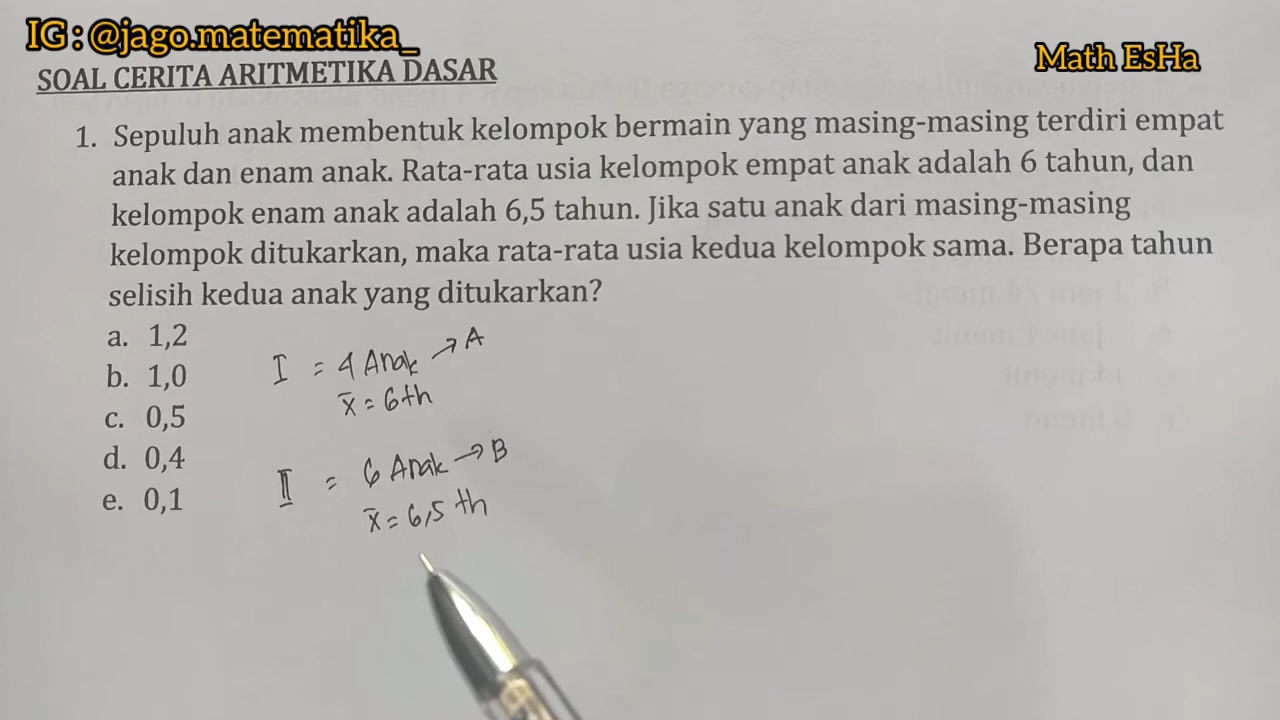 IG : @jago.matematika_
Math EsHa
SOAL CERITA ARITMETIKA DASAR
1. Sepuluh anak membentuk kelompok bermain yang masing-masing terdiri empat
anak dan enam anak. Rata-rata usia kelompok empat anak adalah 6 tahun, dan
kelompok enam anak adalah 6,5 tahun. Jika satu anak dari masing-masing
kelompok ditukarkan, maka rata-rata usia kedua kelompok sama. Berapa tahun
selisih kedua anak yang ditukarkan?
a. 1,2
b. 1,0
c. 0,5
d. 0,4
e. 0,1
I = 4 Anak → A
x̄ = 6 th
II = 6 Anak → B
x̄ = 6,5 th